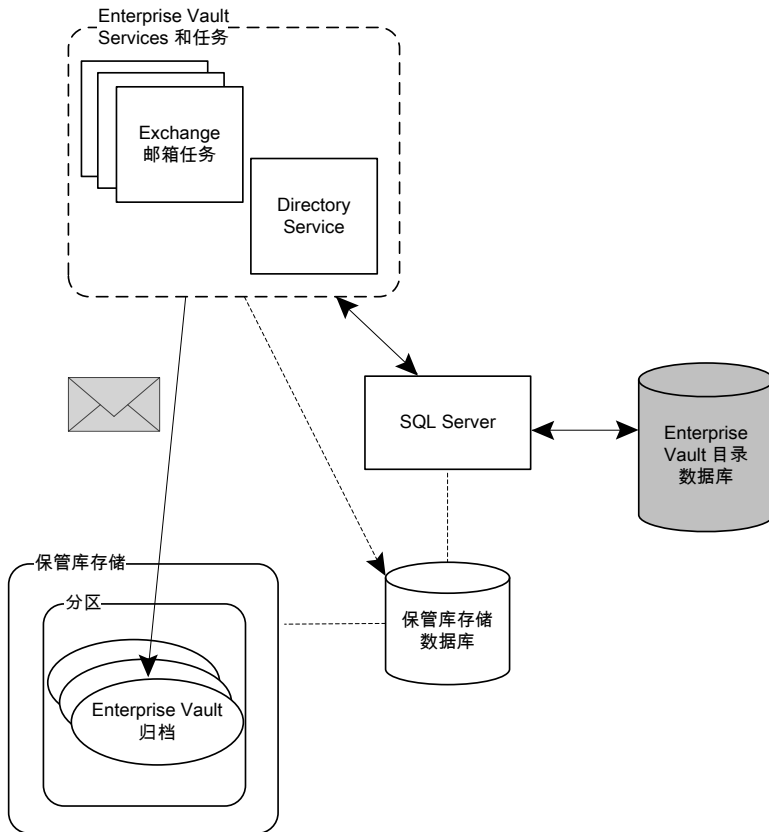 Enterprise Vault
Services 和任务
Exchange
邮箱任务
Directory
Service
SQL Server
Enterprise
Vault 目录
数据库
保管库存储
分区
保管库存储
数据库
Enterprise Vault
归档